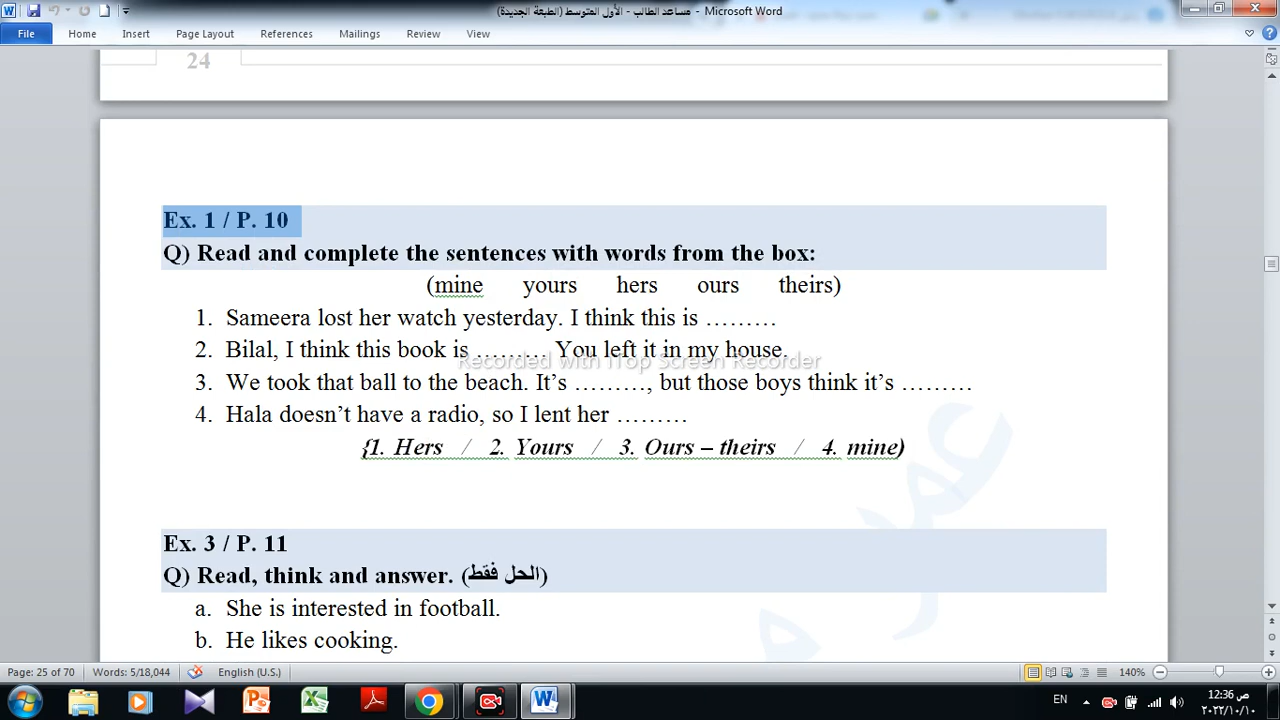 مساعد الطالب - الأول المتوسط (الطبعة الجديدة) - Microsoft Word
File Home Insert Page Layout References Mailings Review View
24
Ex. 1 / P. 10
Q) Read and complete the sentences with words from the box:
(mine yours hers ours theirs)
1. Sameera lost her watch yesterday. I think this is ………
2. Bilal, I think this book is ……… You left it in my house.
Recorded with iTop Screen Recorder
3. We took that ball to the beach. It’s ………, but those boys think it’s ………
4. Hala doesn’t have a radio, so I lent her ………
{1. Hers / 2. Yours / 3. Ours – theirs / 4. mine)
Ex. 3 / P. 11
Q) Read, think and answer. (الحل فقط)
a. She is interested in football.
b. He likes cooking.
Page: 25 of 70 Words: 5/18,044 English (U.S.) 140%
EN 12:36 ص
٢٠٢٢/١٠/١٠